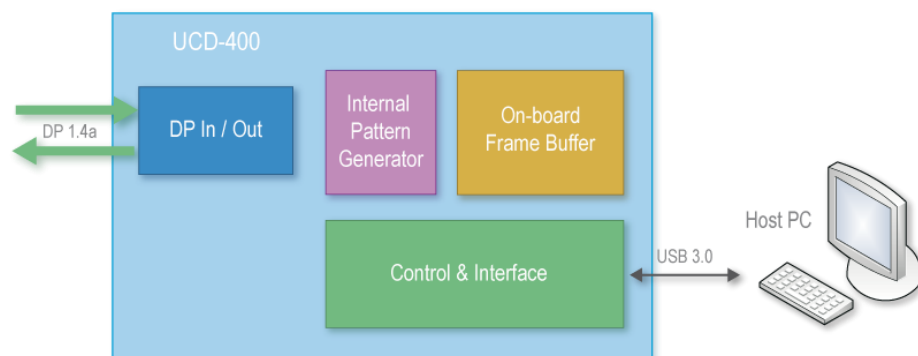 UCD-400
DP 1.4a
DP In / Out
Internal
Pattern
Generator
On-board
Frame Buffer
Control & Interface
USB 3.0
Host PC